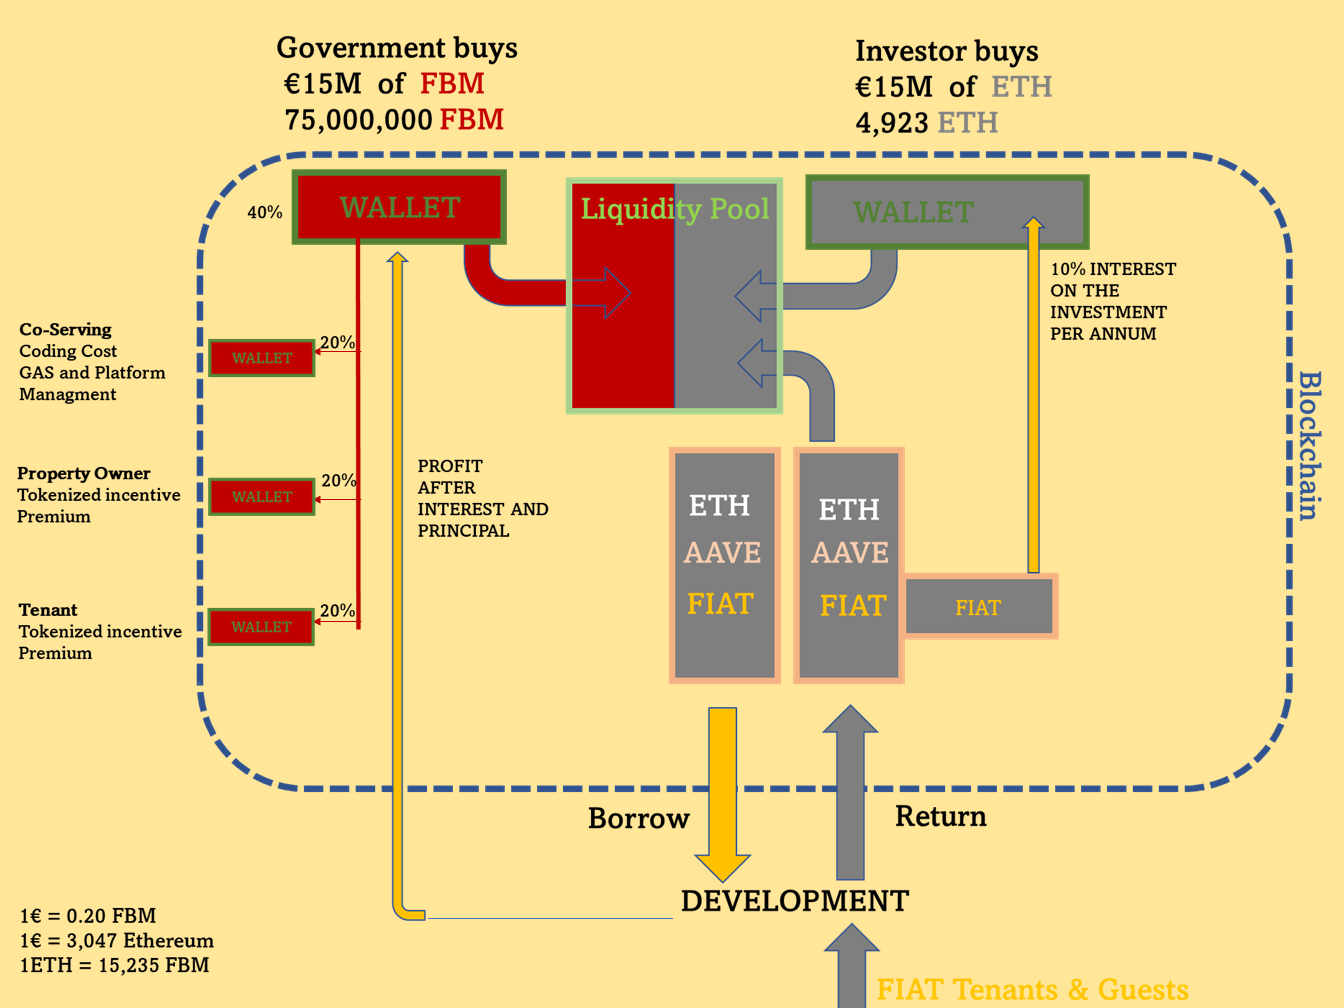 Government buys
€15M of FBM
75,000,000 FBM
Investor buys
€15M of ETH
4,923 ETH
40%
WALLET
Liquidity Pool
WALLET
10% INTEREST
ON THE
INVESTMENT
PER ANNUM
Co-Serving
Coding Cost
GAS and Platform
Managment
WALLET
20%
Blockchain
Property Owner
Tokenized incentive
Premium
WALLET
20%
PROFIT
AFTER
INTEREST AND
PRINCIPAL
ETH
AAVE
FIAT
ETH
AAVE
FIAT
FIAT
Tenant
Tokenized incentive
Premium
WALLET
20%
Borrow
Return
DEVELOPMENT
1€ = 0.20 FBM
1€ = 3,047 Ethereum
1ETH = 15,235 FBM
FIAT Tenants & Guests